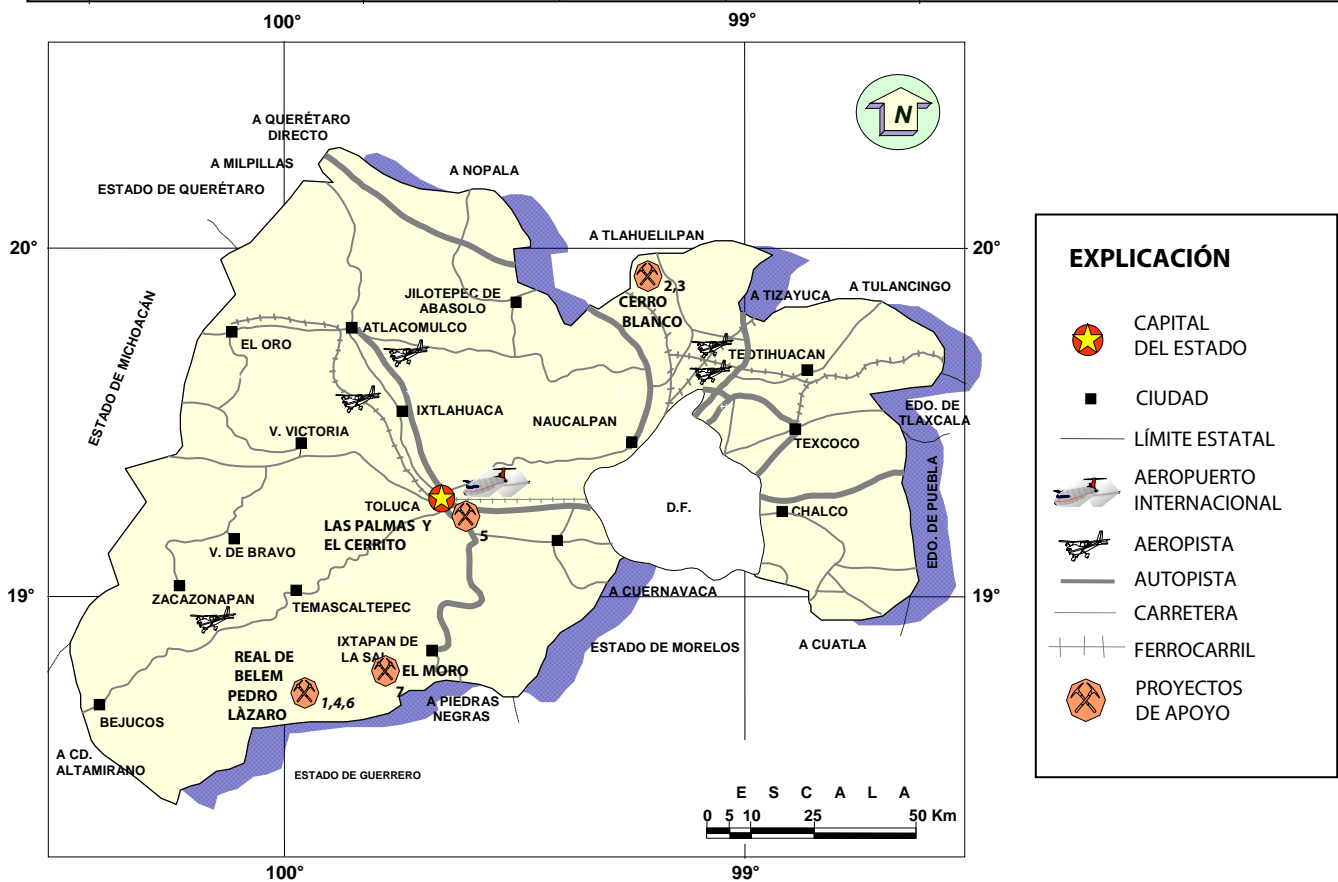 100°
99°
A QUERÉTARO
DIRECTO
A MILPILLAS
ESTADO DE QUERÉTARO
A NOPALA
N
20°
A TLAHUELILPAN
20°
ESTADO DE MICHOACÁN
JILOTEPEC DE
ABASOLO
2,3
CERRO
BLANCO
A TIZAYUCA
A TULANCINGO
ATLACOMULCO
EL ORO
TEOTIHUACAN
IXTLAHUACA
NAUCALPAN
V. VICTORIA
EDO. DE
TLAXCALA
TEXCOCO
TOLUCA
D.F.
CHALCO
LAS PALMAS Y
EL CERRITO
5
EDO. DE PUEBLA
V. DE BRAVO
19°
ZACAZONAPAN
TEMASCALTEPEC
A CUERNAVACA
19°
IXTAPAN DE
LA SAL
ESTADO DE MORELOS
A CUATLA
REAL DE
BELEM
PEDRO
LÀZARO
1,4,6
EL MORO
7
A PIEDRAS
NEGRAS
BEJUCOS
A CD.
ALTAMIRANO
ESTADO DE GUERRERO
E S C A L A
0 5 10 25 50 Km
100°
99°
EXPLICACIÓN
CAPITAL
DEL ESTADO
CIUDAD
LÍMITE ESTATAL
AEROPUERTO
INTERNACIONAL
AEROPISTA
AUTOPISTA
CARRETERA
FERROCARRIL
PROYECTOS
DE APOYO